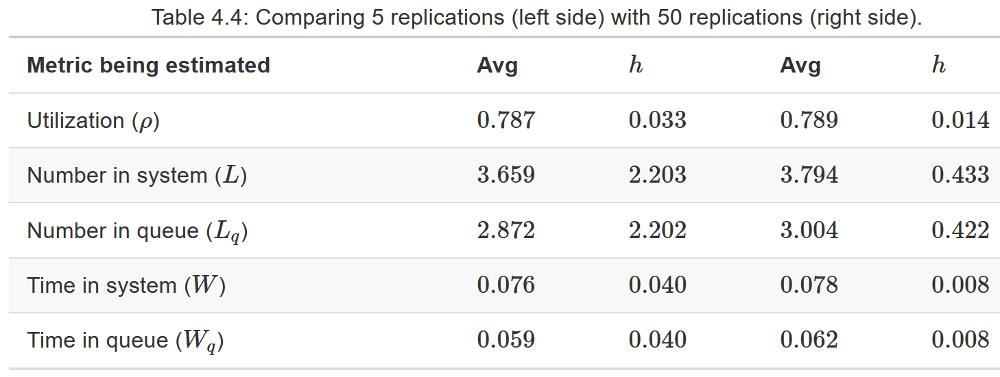 Table 4.4: Comparing 5 replications (left side) with 50 replications (right side).
Metric being estimated Avg h Avg h
Utilization (ρ) 0.787 0.033 0.789 0.014
Number in system (L) 3.659 2.203 3.794 0.433
Number in queue (Lq) 2.872 2.202 3.004 0.422
Time in system (W) 0.076 0.040 0.078 0.008
Time in queue (Wq) 0.059 0.040 0.062 0.008